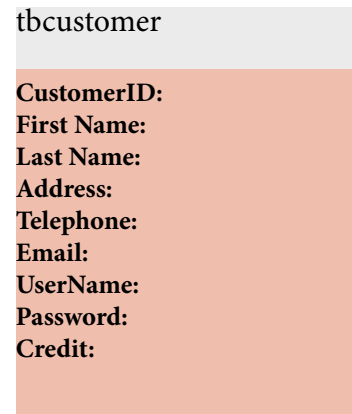 tbcustomer
CustomerID:
First Name:
Last Name:
Address:
Telephone:
Email:
UserName:
Password:
Credit: